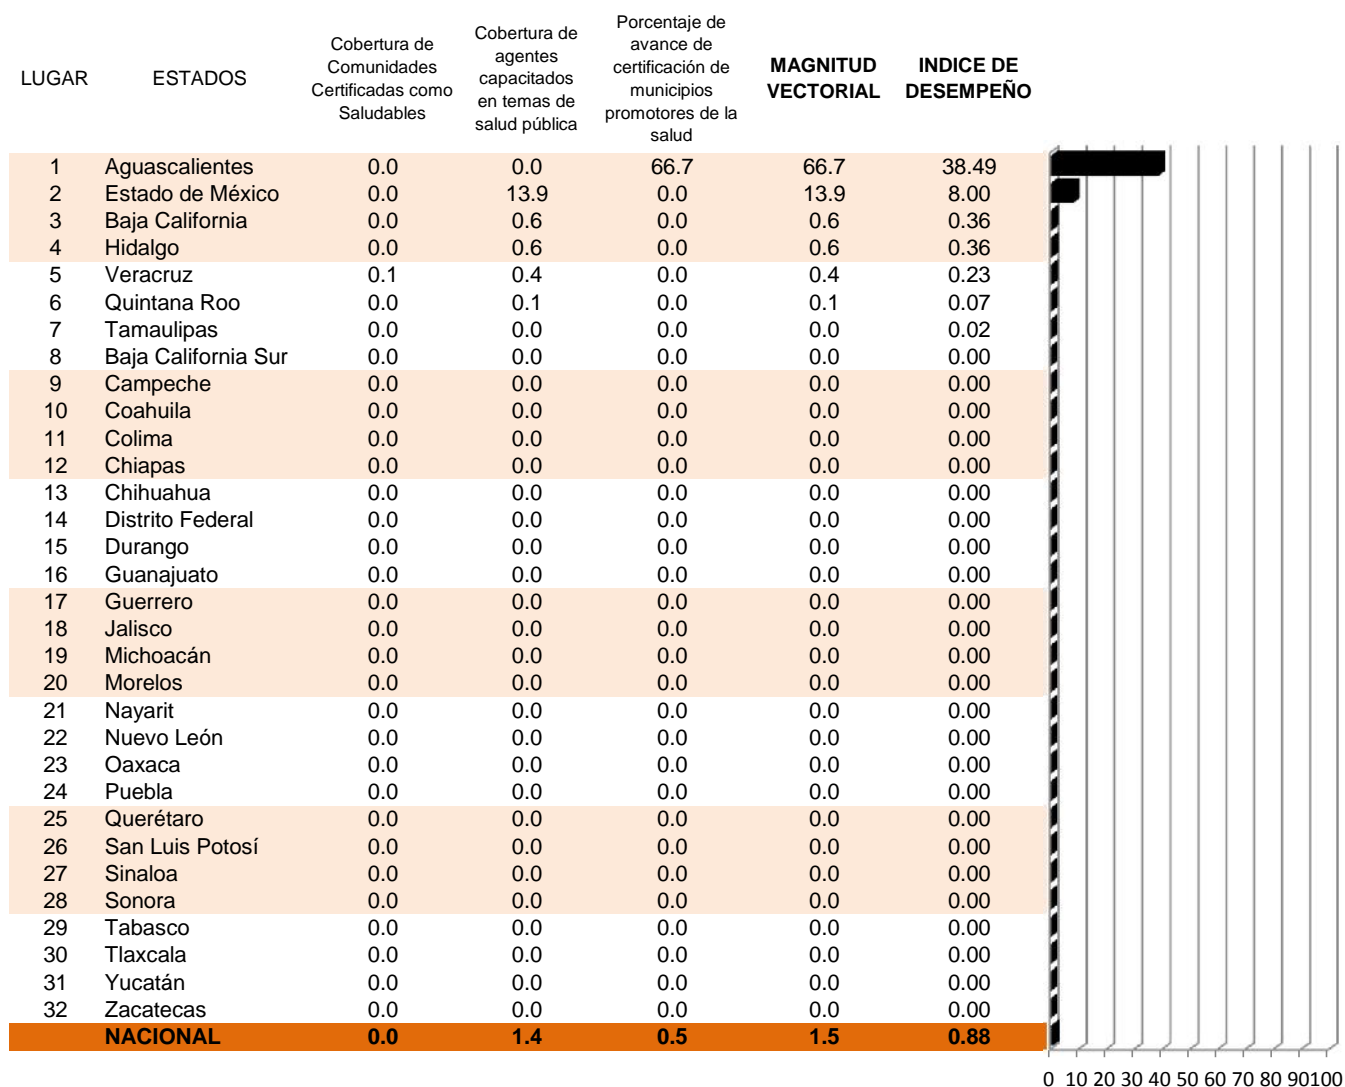 LUGAR ESTADOS Cobertura de Comunidades Certificadas como Saludables Cobertura de agentes capacitados en temas de salud pública Porcentaje de avance de certificación de municipios promotores de la salud MAGNITUD VECTORIAL INDICE DE DESEMPEÑO
1 Aguascalientes 0.0 0.0 66.7 66.7 38.49
2 Estado de México 0.0 13.9 0.0 13.9 8.00
3 Baja California 0.0 0.6 0.0 0.6 0.36
4 Hidalgo 0.0 0.6 0.0 0.6 0.36
5 Veracruz 0.1 0.4 0.0 0.4 0.23
6 Quintana Roo 0.0 0.1 0.0 0.1 0.07
7 Tamaulipas 0.0 0.0 0.0 0.0 0.02
8 Baja California Sur 0.0 0.0 0.0 0.0 0.00
9 Campeche 0.0 0.0 0.0 0.0 0.00
10 Coahuila 0.0 0.0 0.0 0.0 0.00
11 Colima 0.0 0.0 0.0 0.0 0.00
12 Chiapas 0.0 0.0 0.0 0.0 0.00
13 Chihuahua 0.0 0.0 0.0 0.0 0.00
14 Distrito Federal 0.0 0.0 0.0 0.0 0.00
15 Durango 0.0 0.0 0.0 0.0 0.00
16 Guanajuato 0.0 0.0 0.0 0.0 0.00
17 Guerrero 0.0 0.0 0.0 0.0 0.00
18 Jalisco 0.0 0.0 0.0 0.0 0.00
19 Michoacán 0.0 0.0 0.0 0.0 0.00
20 Morelos 0.0 0.0 0.0 0.0 0.00
21 Nayarit 0.0 0.0 0.0 0.0 0.00
22 Nuevo León 0.0 0.0 0.0 0.0 0.00
23 Oaxaca 0.0 0.0 0.0 0.0 0.00
24 Puebla 0.0 0.0 0.0 0.0 0.00
25 Querétaro 0.0 0.0 0.0 0.0 0.00
26 San Luis Potosí 0.0 0.0 0.0 0.0 0.00
27 Sinaloa 0.0 0.0 0.0 0.0 0.00
28 Sonora 0.0 0.0 0.0 0.0 0.00
29 Tabasco 0.0 0.0 0.0 0.0 0.00
30 Tlaxcala 0.0 0.0 0.0 0.0 0.00
31 Yucatán 0.0 0.0 0.0 0.0 0.00
32 Zacatecas 0.0 0.0 0.0 0.0 0.00
NACIONAL 0.0 1.4 0.5 1.5 0.88
0 10 20 30 40 50 60 70 80 90 100